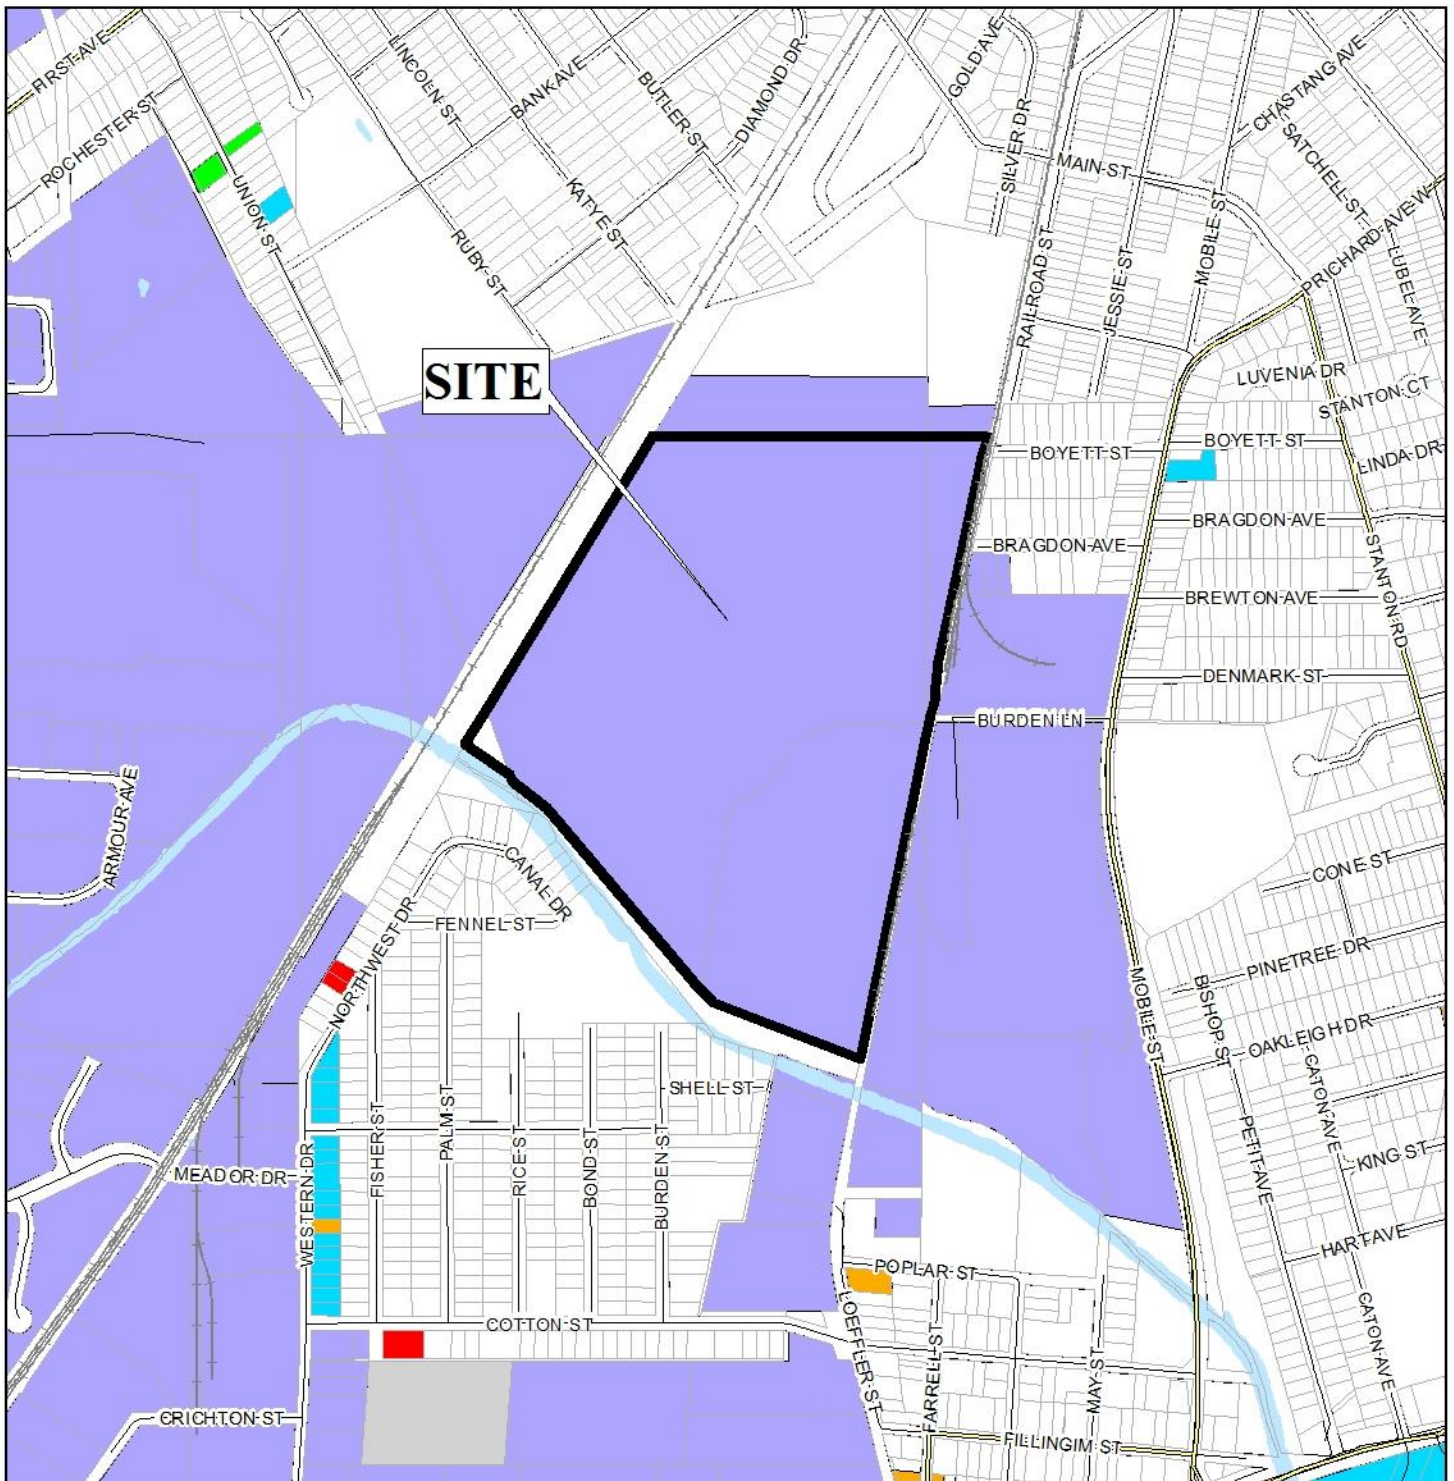 FIRST AVE
ROCHESTER ST
UNION ST
LINCOLN ST
BANK AVE
BUTLER ST
DIAMOND DR
KATYE ST
RUBY ST
GOLD AVE
SILVER DR
MAIN ST
CHASTANG AVE
SATCHELL ST
PRICHARD AVE W
LUBEL AVE
RAILROAD ST
JESSIE ST
MOBILE ST
SITE
LUVENIA DR
STANTON CT
BOYETT ST
BOYETT ST
LINDA DR
BRAGDON AVE
BRAGDON AVE
STANTON RD
BREWTON AVE
DENMARK ST
BURDEN LN
ARMOUR AVE
CANAL DR
FENNEL ST
NORTHWEST DR
CONE ST
PINETREE DR
MOBILE ST
BISHOP ST
OAKLEIGH DR
CATON AVE
SHELL ST
PETIT AVE
KING ST
MEADOR DR
WESTERN DR
FISHER ST
PALM ST
RICE ST
BOND ST
BURDEN ST
HART AVE
POPLAR ST
COTTON ST
LOEFFLER ST
FARRELL ST
MAY ST
CATON AVE
CRICHTON ST
FILLINGIM ST